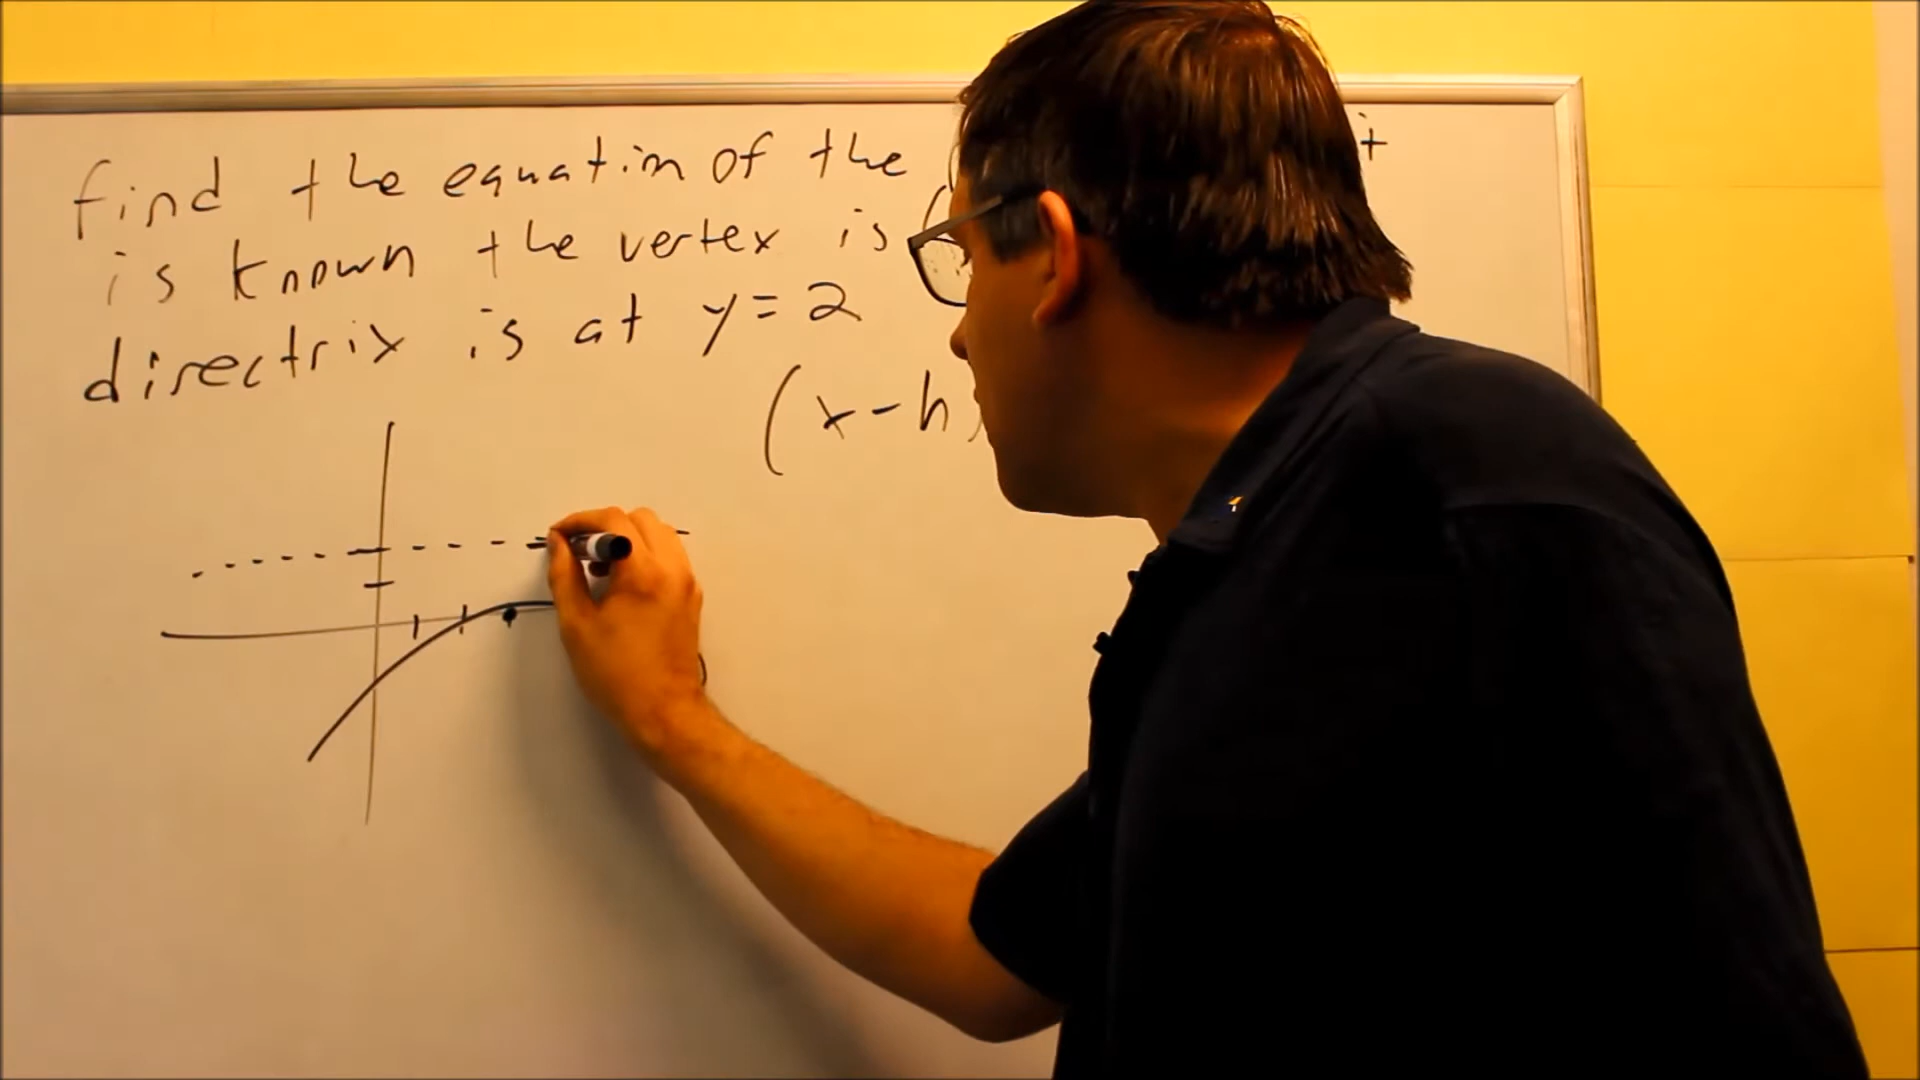 find the equation of the
is known the vertex is (
directrix is at y = 2
(x - h